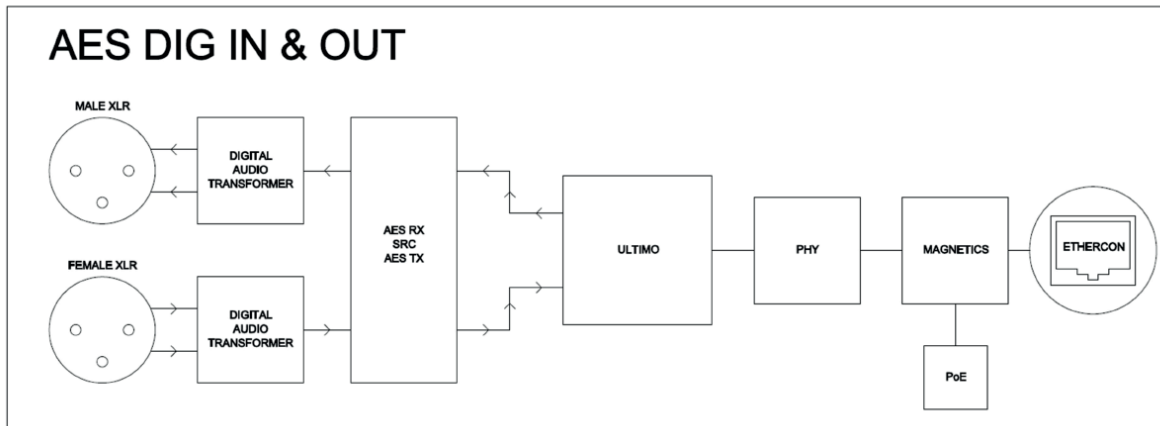 AES DIG IN & OUT
MALE XLR
DIGITAL
AUDIO
TRANSFORMER
FEMALE XLR
DIGITAL
AUDIO
TRANSFORMER
AES RX
SRC
AES TX
ULTIMO
PHY
MAGNETICS
ETHERCON
PoE